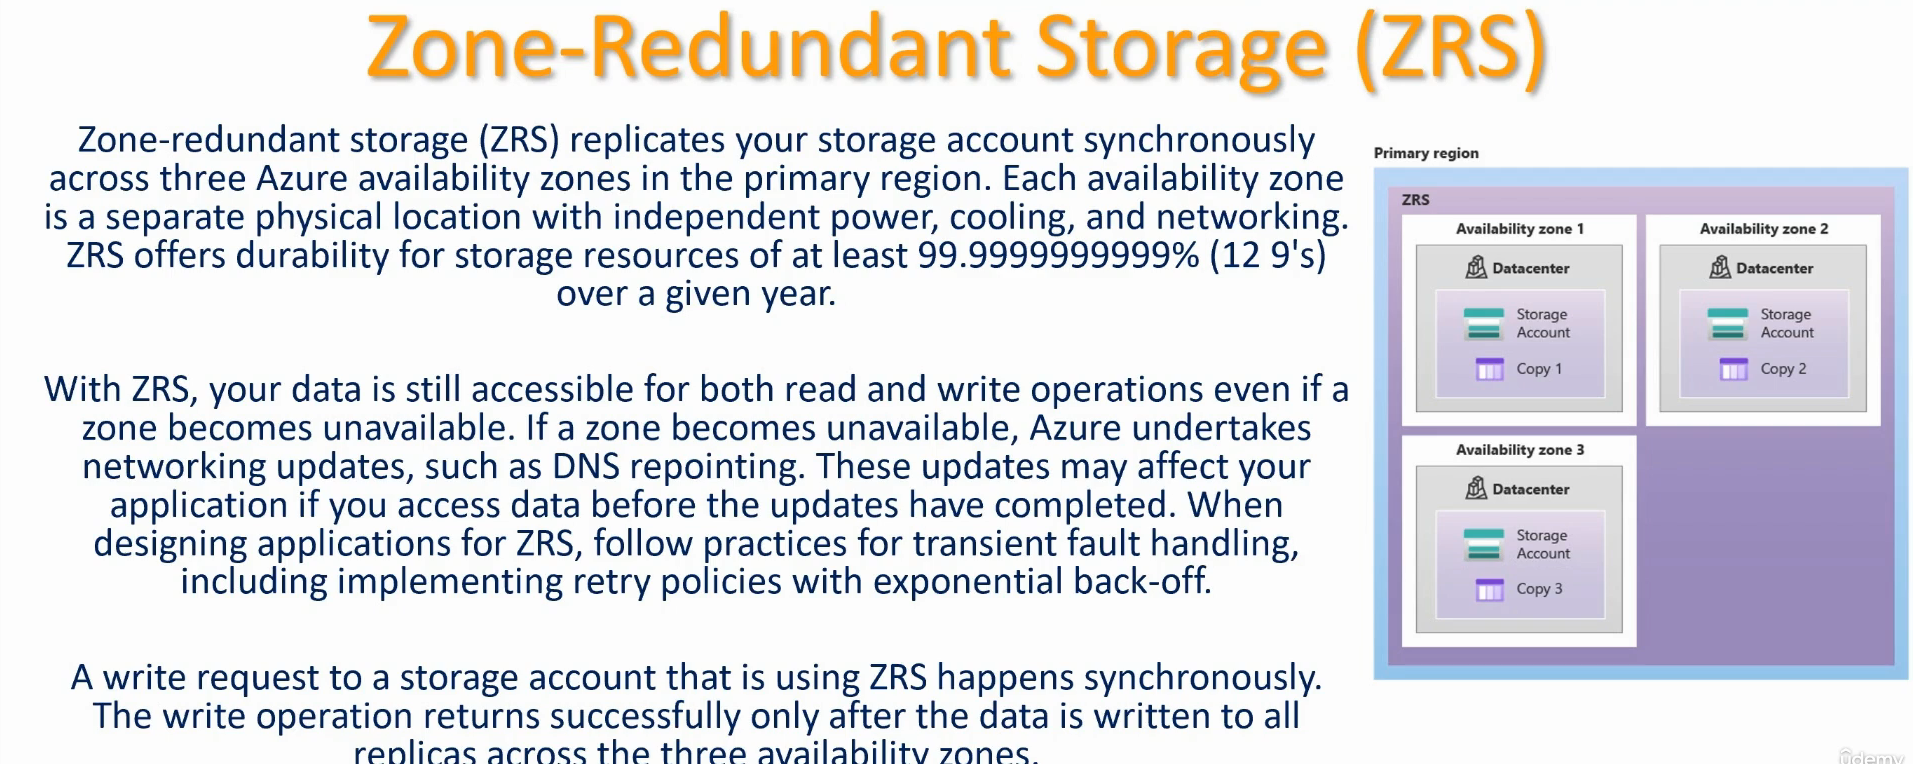 Zone-Redundant Storage (ZRS)
Zone-redundant storage (ZRS) replicates your storage account synchronously
across three Azure availability zones in the primary region. Each availability zone
is a separate physical location with independent power, cooling, and networking.
ZRS offers durability for storage resources of at least 99.9999999999% (12 9's)
over a given year.
With ZRS, your data is still accessible for both read and write operations even if a
zone becomes unavailable. If a zone becomes unavailable, Azure undertakes
networking updates, such as DNS repointing. These updates may affect your
application if you access data before the updates have completed. When
designing applications for ZRS, follow practices for transient fault handling,
including implementing retry policies with exponential back-off.
A write request to a storage account that is using ZRS happens synchronously.
The write operation returns successfully only after the data is written to all
replicas across the three availability zones.
Primary region
ZRS
Availability zone 1
Datacenter
Storage
Account
Copy 1
Availability zone 2
Datacenter
Storage
Account
Copy 2
Availability zone 3
Datacenter
Storage
Account
Copy 3
ûdemy